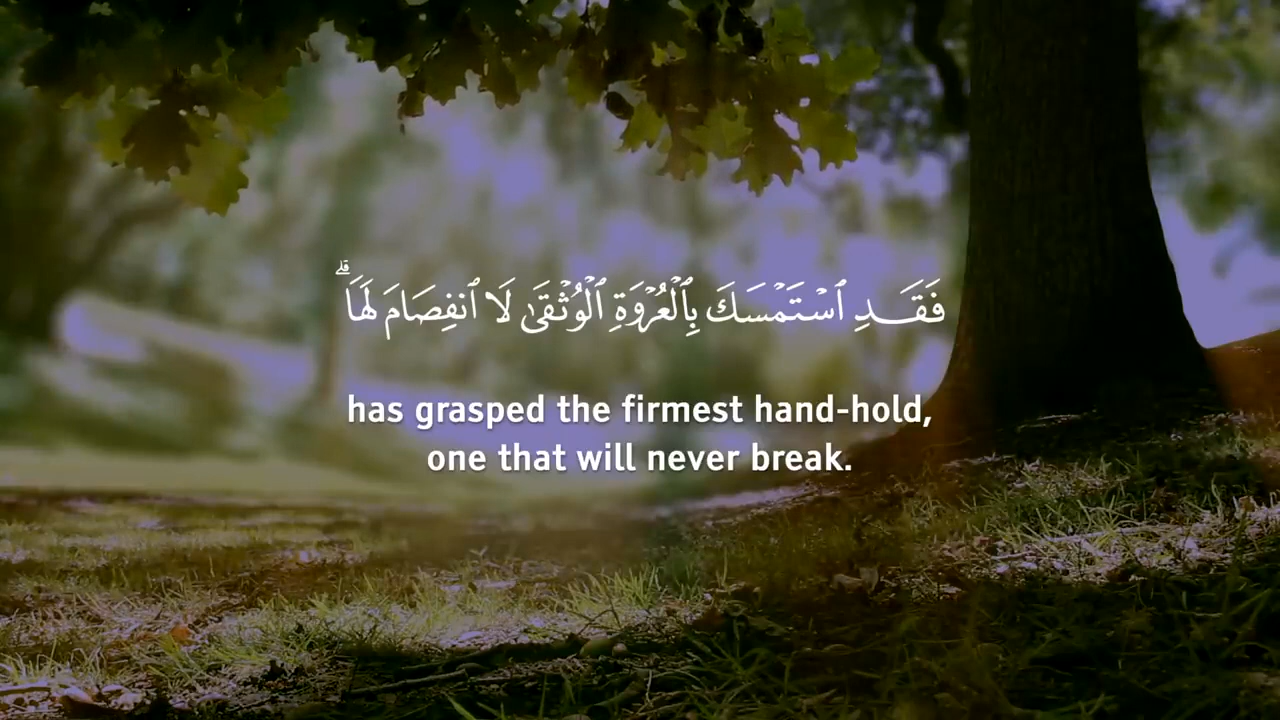 فَقَدِ ٱسْتَمْسَكَ بِٱلْعُرْوَةِ ٱلْوُثْقَىٰ لَا ٱنفِصَامَ لَهَا ۗ
has grasped the firmest hand-hold,
one that will never break.